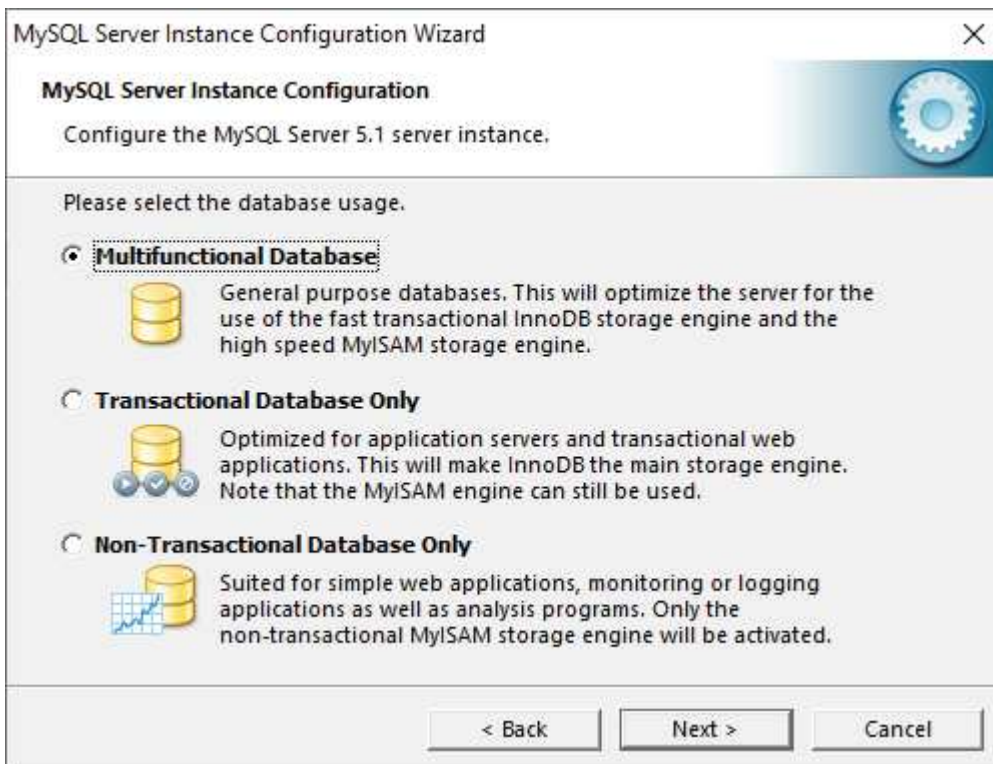 MySQL Server Instance Configuration Wizard
MySQL Server Instance Configuration
Configure the MySQL Server 5.1 server instance.
Please select the database usage.
Multifunctional Database
General purpose databases. This will optimize the server for the
use of the fast transactional InnoDB storage engine and the
high speed MyISAM storage engine.
Transactional Database Only
Optimized for application servers and transactional web
applications. This will make InnoDB the main storage engine.
Note that the MyISAM engine can still be used.
Non-Transactional Database Only
Suited for simple web applications, monitoring or logging
applications as well as analysis programs. Only the
non-transactional MyISAM storage engine will be activated.
< Back
Next >
Cancel